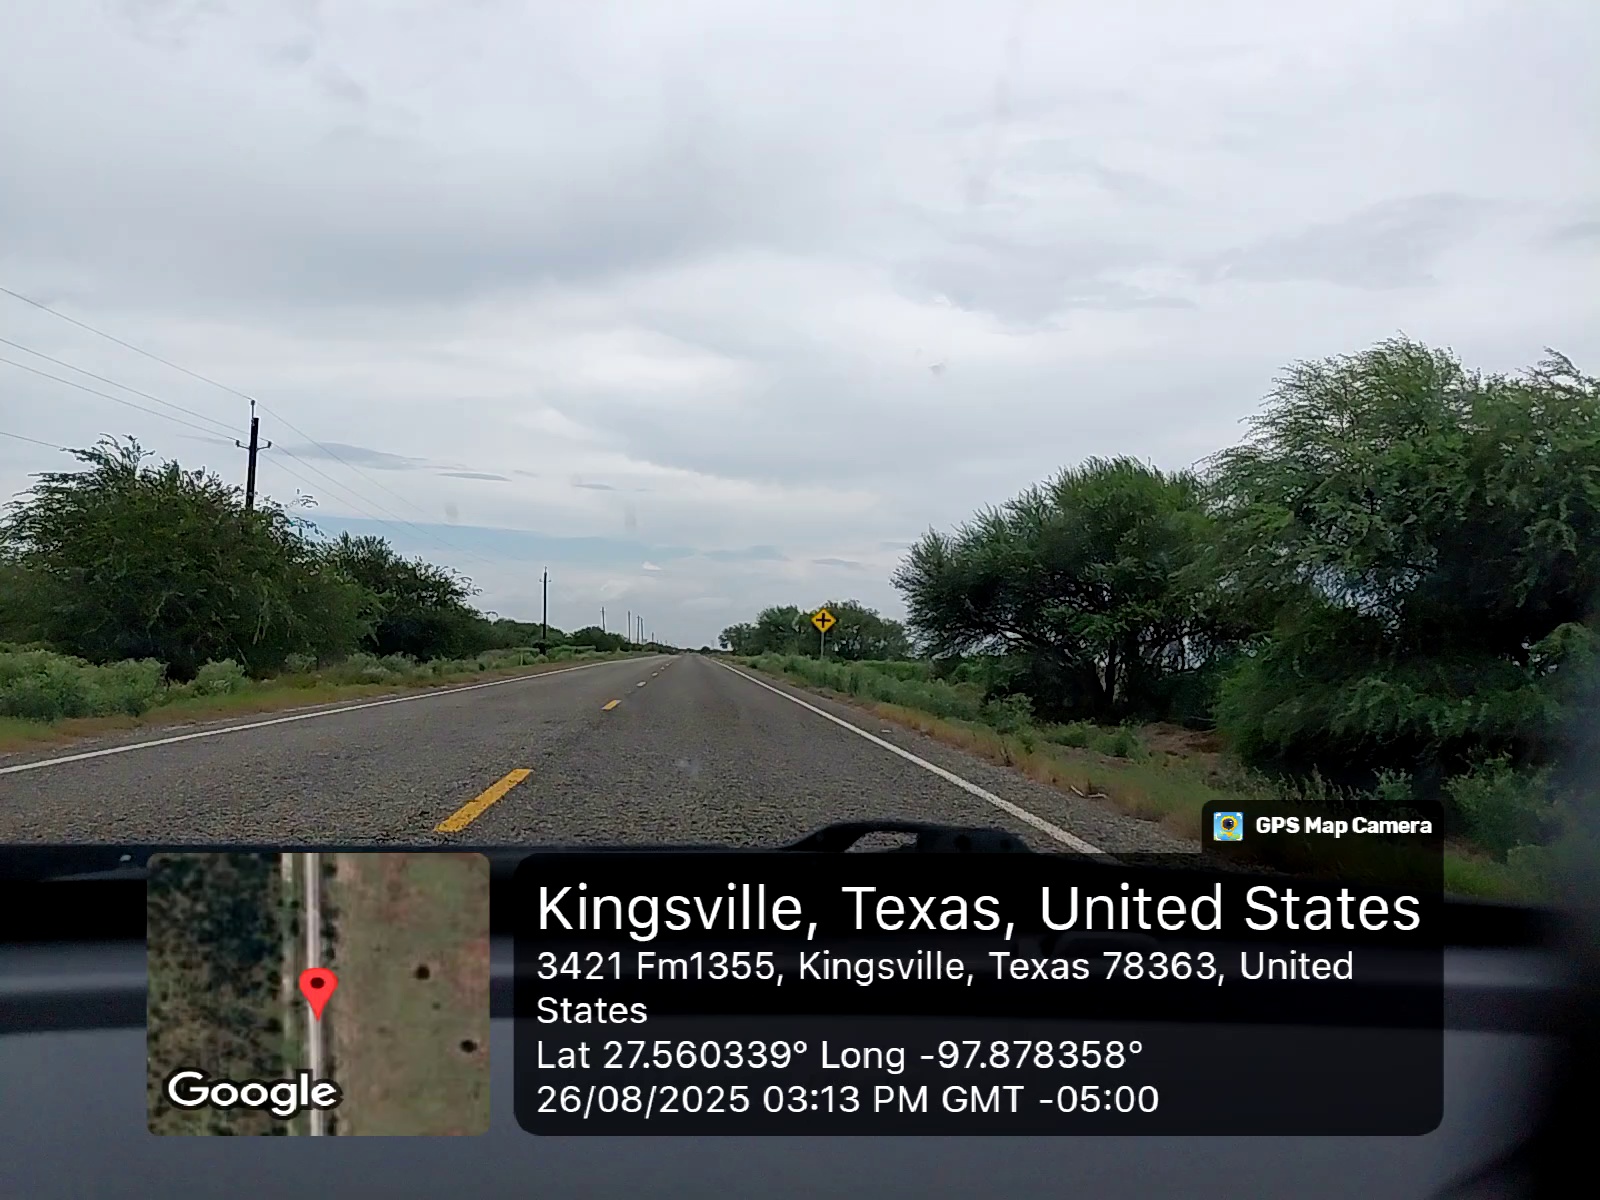 GPS Map Camera
Kingsville, Texas, United States
3421 Fm1355, Kingsville, Texas 78363, United
States
Lat 27.560339° Long -97.878358°
26/08/2025 03:13 PM GMT -05:00
Google